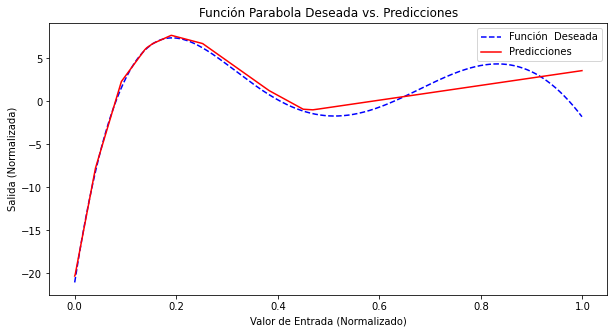 Función Parabola Deseada vs. Predicciones
Función  Deseada
Predicciones
Salida (Normalizada)
5
0
−5
−10
−15
−20
0.0 0.2 0.4 0.6 0.8 1.0
Valor de Entrada (Normalizado)